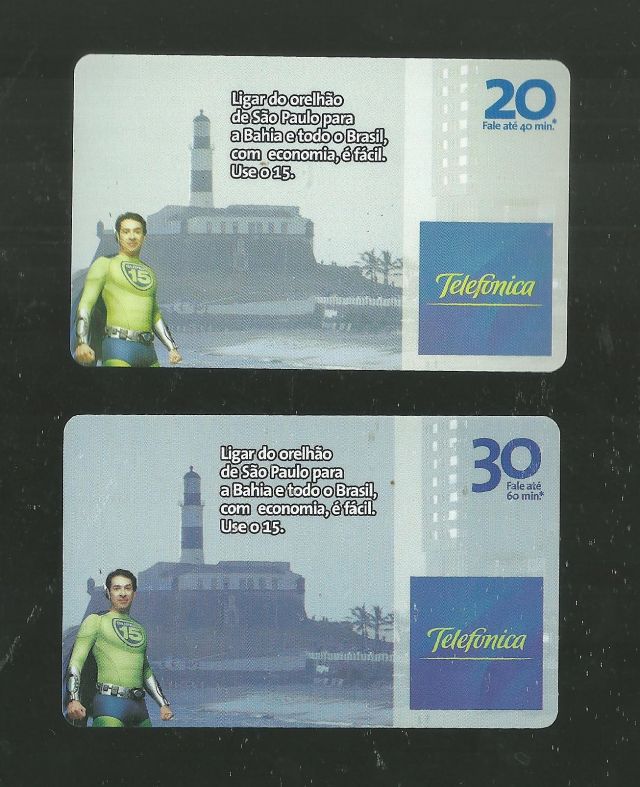 Ligar do orelhão
de São Paulo para
a Bahia e todo o Brasil,
com economia, é fácil.
Use o 15.
20
Fale até 40 min.*
15
Telefónica
Ligar do orelhão
de São Paulo para
a Bahia e todo o Brasil,
com economia, é fácil.
Use o 15.
30
Fale até
60 min.*
15
Telefónica